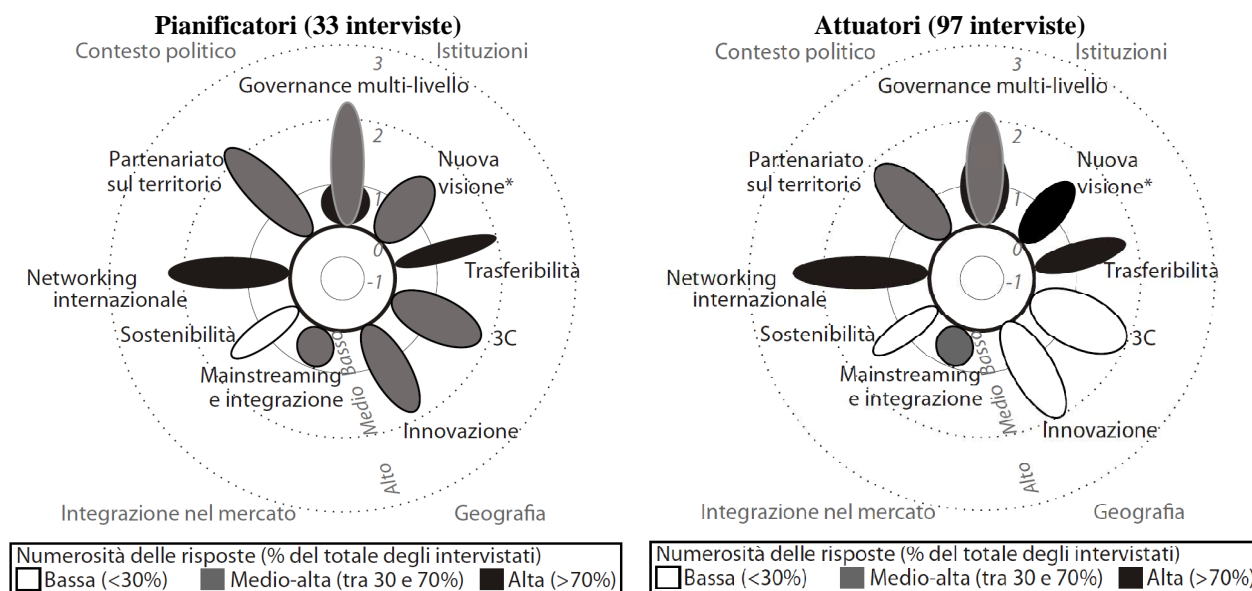 Pianificatori (33 interviste)
Contesto politico
Istituzioni
3
Governance multi-livello
2
Partenariato
sul territorio
Nuova
visione*
1
0
-1
Networking
internazionale
Trasferibilità
Sostenibilità
3C
Mainstreaming
e integrazione
Basso
Medio
Innovazione
Alto
Integrazione nel mercato
Geografia
Numerosità delle risposte (% del totale degli intervistati)
Bassa (<30%) Medio-alta (tra 30 e 70%) Alta (>70%)
Attuatori (97 interviste)
Contesto politico
Istituzioni
3
Governance multi-livello
2
Partenariato
sul territorio
Nuova
visione*
1
0
-1
Networking
internazionale
Trasferibilità
Sostenibilità
3C
Mainstreaming
e integrazione
Basso
Medio
Innovazione
Alto
Integrazione nel mercato
Geografia
Numerosità delle risposte (% del totale degli intervistati)
Bassa (<30%) Medio-alta (tra 30 e 70%) Alta (>70%)